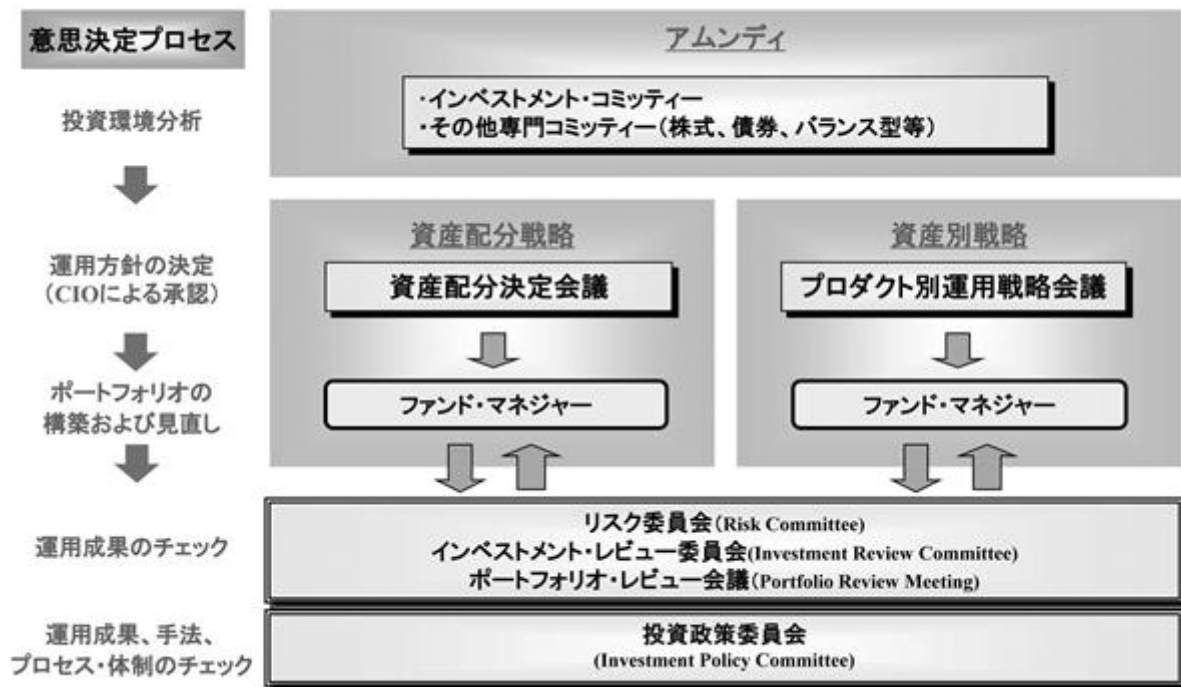 意思決定プロセス
アムンディ
投資環境分析
・インベストメント・コミッティー
・その他専門コミッティー(株式、債券、バランス型等)
運用方針の決定
(CIOによる承認)
資産配分戦略
資産配分決定会議
資産別戦略
プロダクト別運用戦略会議
ポートフォリオの
構築および見直し
ファンド・マネジャー
ファンド・マネジャー
運用成果のチェック
リスク委員会(Risk Committee)
インベストメント・レビュー委員会(Investment Review Committee)
ポートフォリオ・レビュー会議(Portfolio Review Meeting)
運用成果、手法、
プロセス・体制のチェック
投資政策委員会
(Investment Policy Committee)